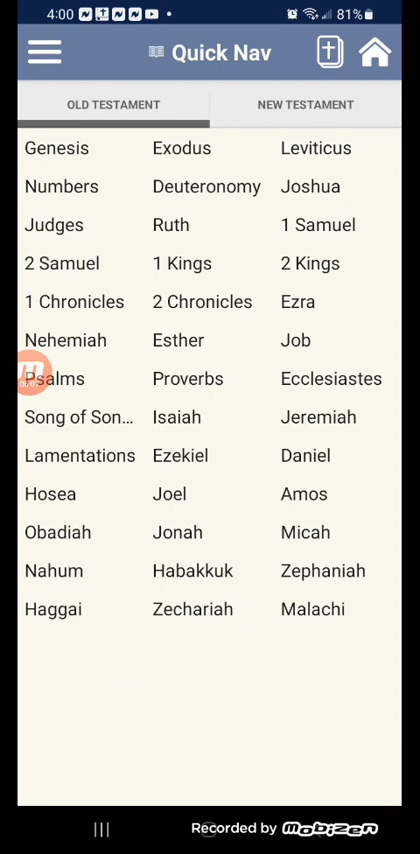 4:00 81%
Quick Nav
OLD TESTAMENT NEW TESTAMENT
Genesis Exodus Leviticus
Numbers Deuteronomy Joshua
Judges Ruth 1 Samuel
2 Samuel 1 Kings 2 Kings
1 Chronicles 2 Chronicles Ezra
Nehemiah Esther Job
Psalms Proverbs Ecclesiastes
Song of Son... Isaiah Jeremiah
Lamentations Ezekiel Daniel
Hosea Joel Amos
Obadiah Jonah Micah
Nahum Habakkuk Zephaniah
Haggai Zechariah Malachi
Recorded by mobizen